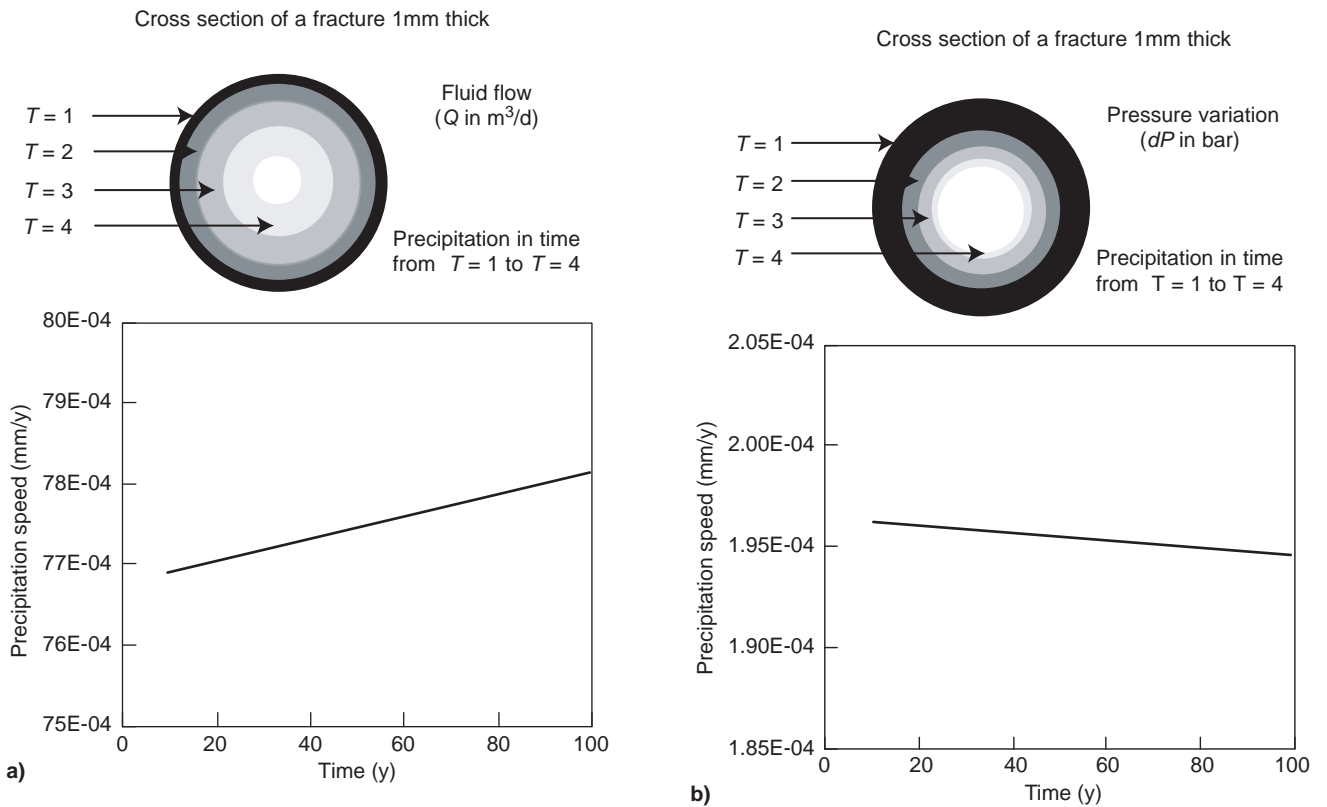 Cross section of a fracture 1mm thick
Fluid flow
(Q in m³/d)
T = 1
T = 2
T = 3
T = 4
Precipitation in time
from T = 1 to T = 4
80E-04
79E-04
78E-04
77E-04
76E-04
75E-04
Precipitation speed (mm/y)
0
20
40
60
80
100
Time (y)
a)
Cross section of a fracture 1mm thick
Pressure variation
(dP in bar)
T = 1
T = 2
T = 3
T = 4
Precipitation in time
from T = 1 to T = 4
2.05E-04
2.00E-04
1.95E-04
1.90E-04
1.85E-04
Precipitation speed (mm/y)
0
20
40
60
80
100
Time (y)
b)